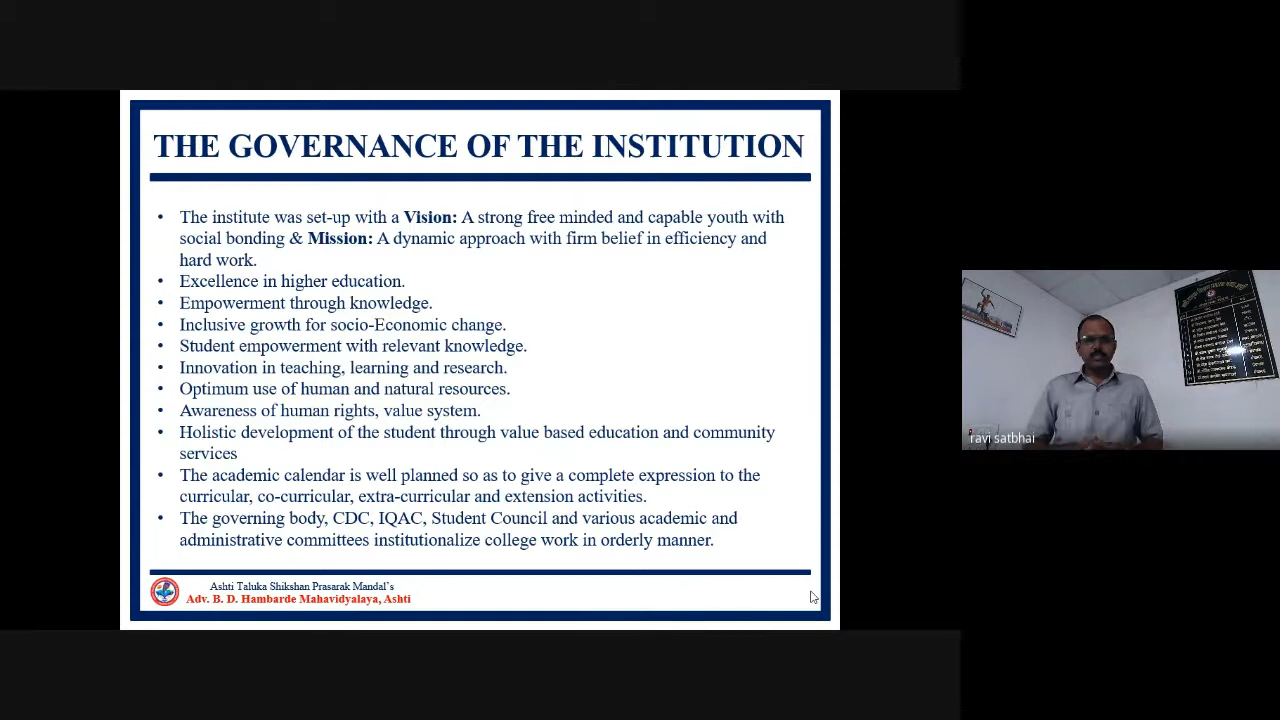 THE GOVERNANCE OF THE INSTITUTION
• The institute was set-up with a Vision: A strong free minded and capable youth with
social bonding & Mission: A dynamic approach with firm belief in efficiency and
hard work.
• Excellence in higher education.
• Empowerment through knowledge.
• Inclusive growth for socio-Economic change.
• Student empowerment with relevant knowledge.
• Innovation in teaching, learning and research.
• Optimum use of human and natural resources.
• Awareness of human rights, value system.
• Holistic development of the student through value based education and community
services
• The academic calendar is well planned so as to give a complete expression to the
curricular, co-curricular, extra-curricular and extension activities.
• The governing body, CDC, IQAC, Student Council and various academic and
administrative committees institutionalize college work in orderly manner.
Ashti Taluka Shikshan Prasarak Mandal's
Adv. B. D. Hambarde Mahavidyalaya, Ashti
ravi satbhai